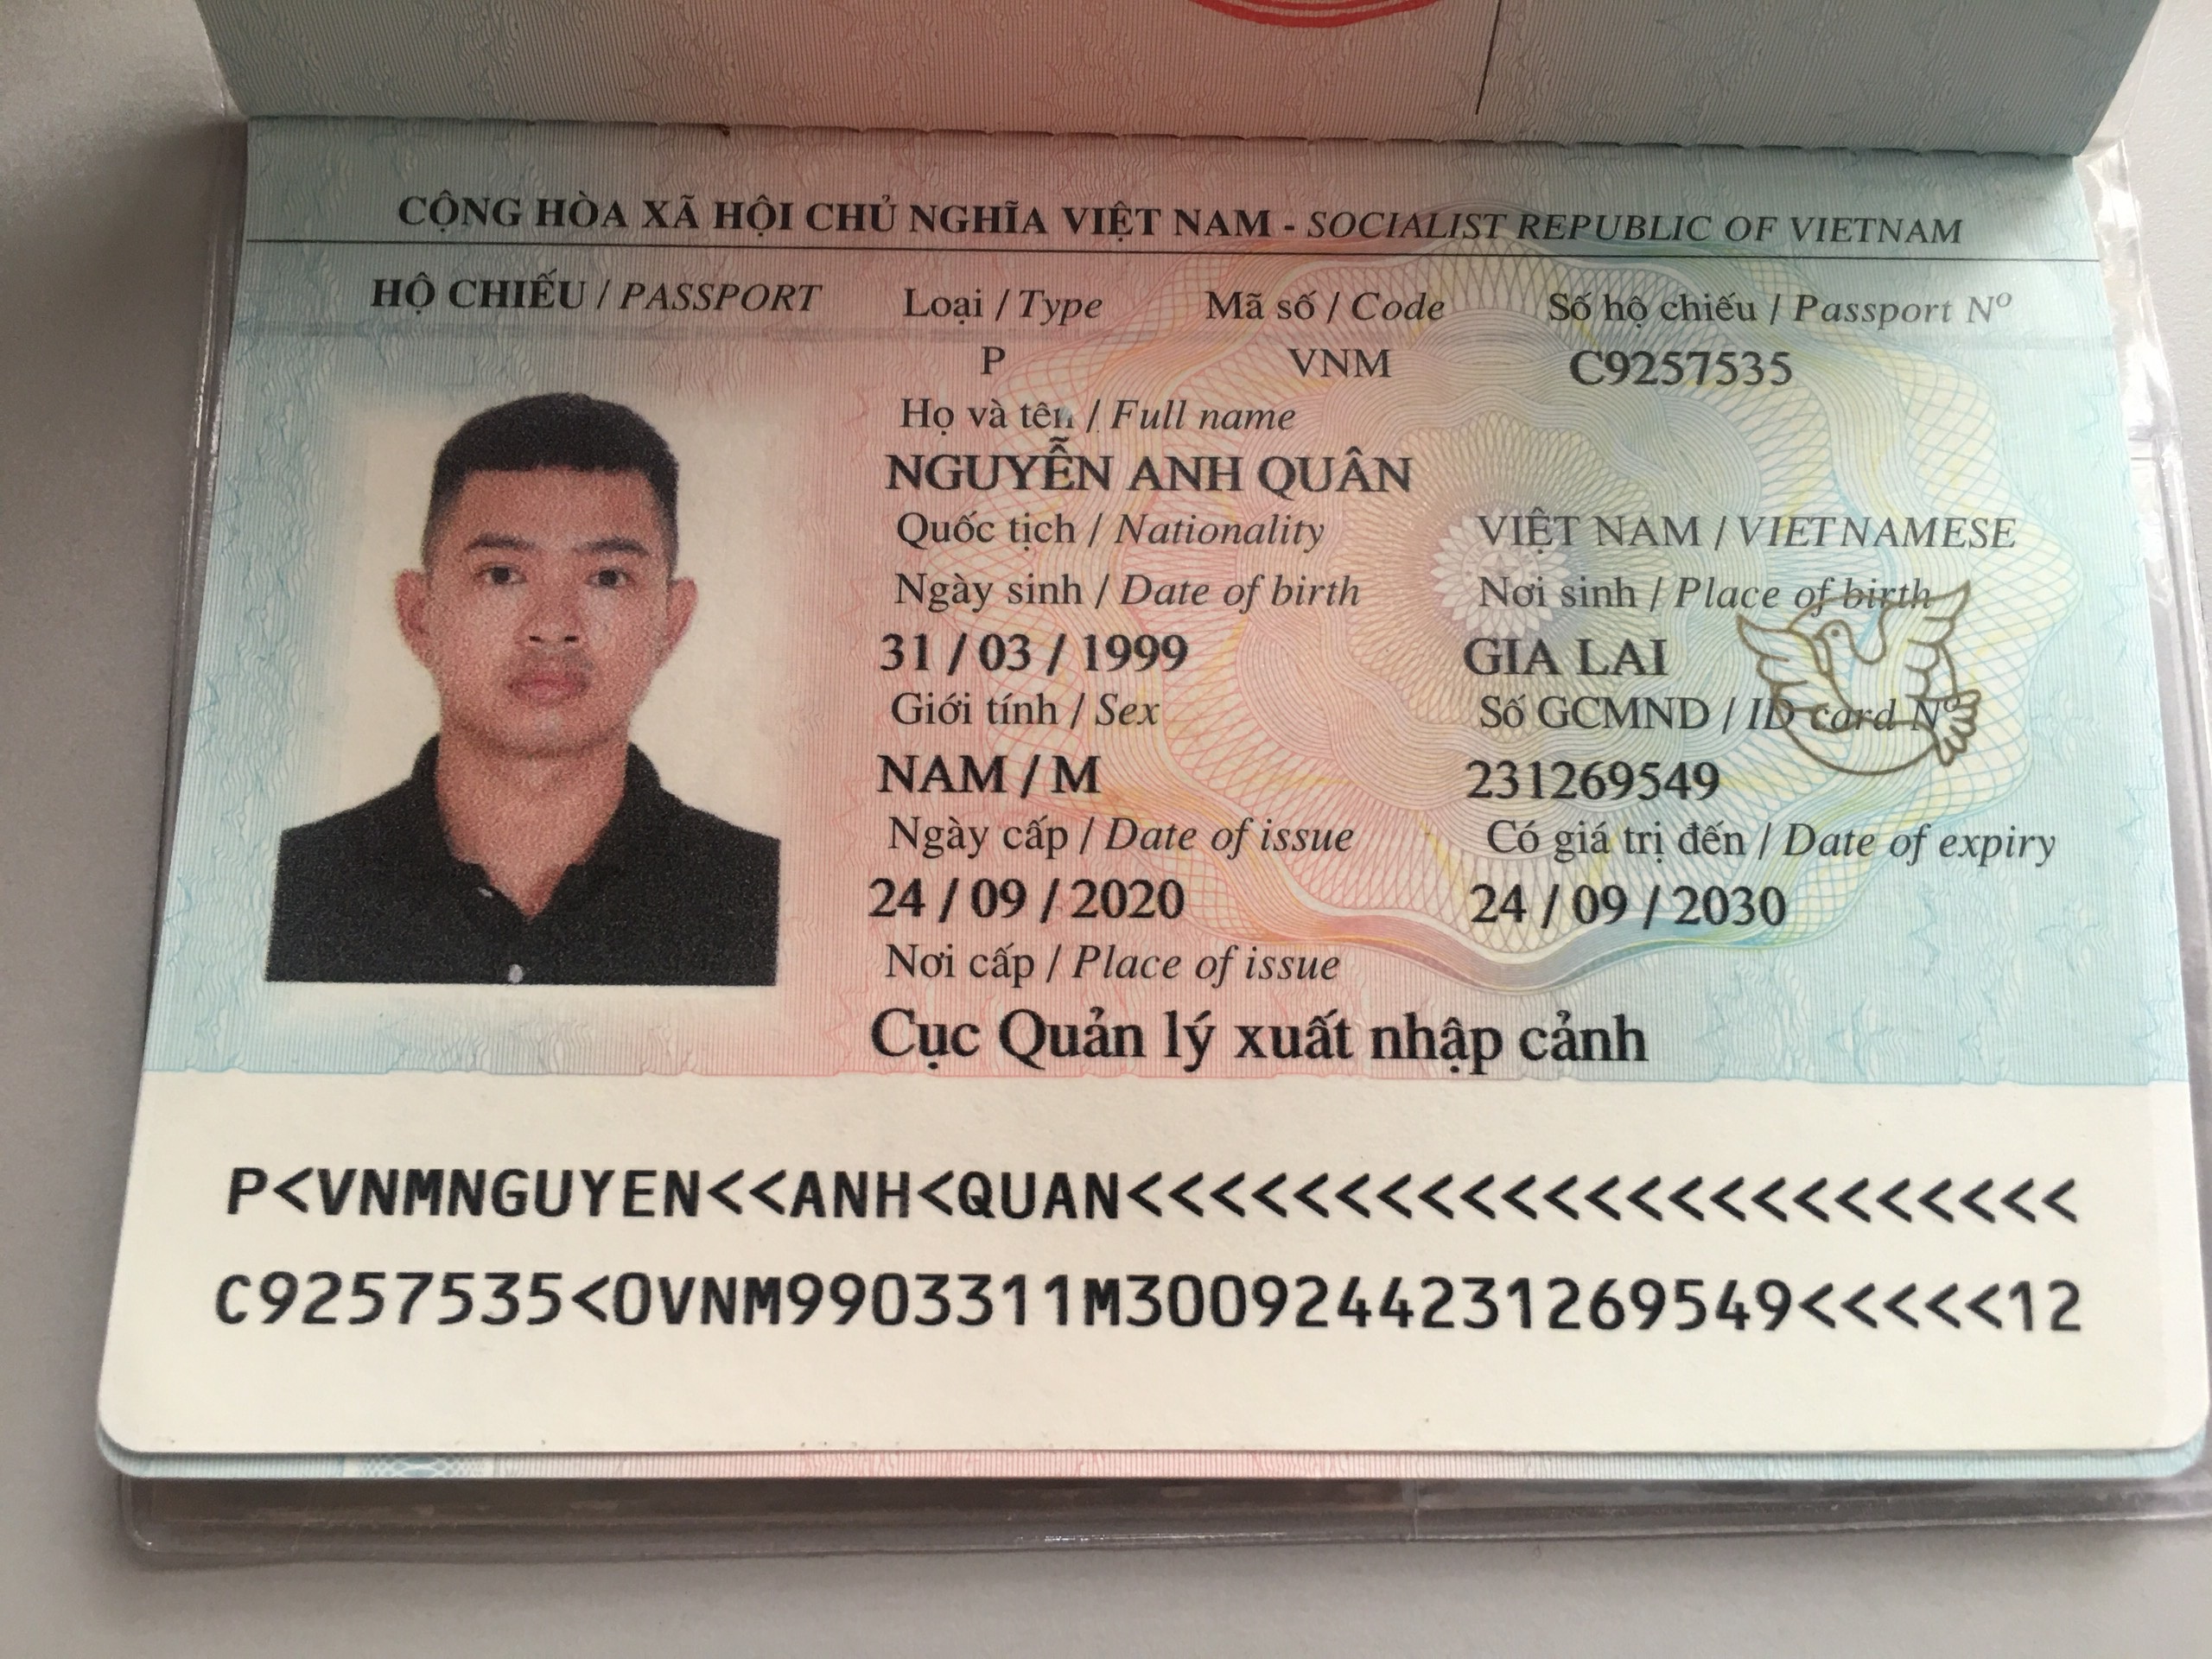 CỘNG HÒA XÃ HỘI CHỦ NGHĨA VIỆT NAM - SOCIALIST REPUBLIC OF VIETNAM
HỘ CHIẾU / PASSPORT Loại / Type Mã số / Code Số hộ chiếu / Passport Nº
P VNM C9257535
Họ và tên / Full name
NGUYỄN ANH QUÂN
Quốc tịch / Nationality VIỆT NAM / VIETNAMESE
Ngày sinh / Date of birth Nơi sinh / Place of birth
31 / 03 / 1999 GIA LAI
Giới tính / Sex Số GCMND / ID card Nº
NAM / M 231269549
Ngày cấp / Date of issue Có giá trị đến / Date of expiry
24 / 09 / 2020 24 / 09 / 2030
Nơi cấp / Place of issue
Cục Quản lý xuất nhập cảnh
P<VNMNGUYEN<<ANH<QUAN<<<<<<<<<<<<<<<<<<<<<<<
C9257535<0VNM9903311M3009244231269549<<<<<12